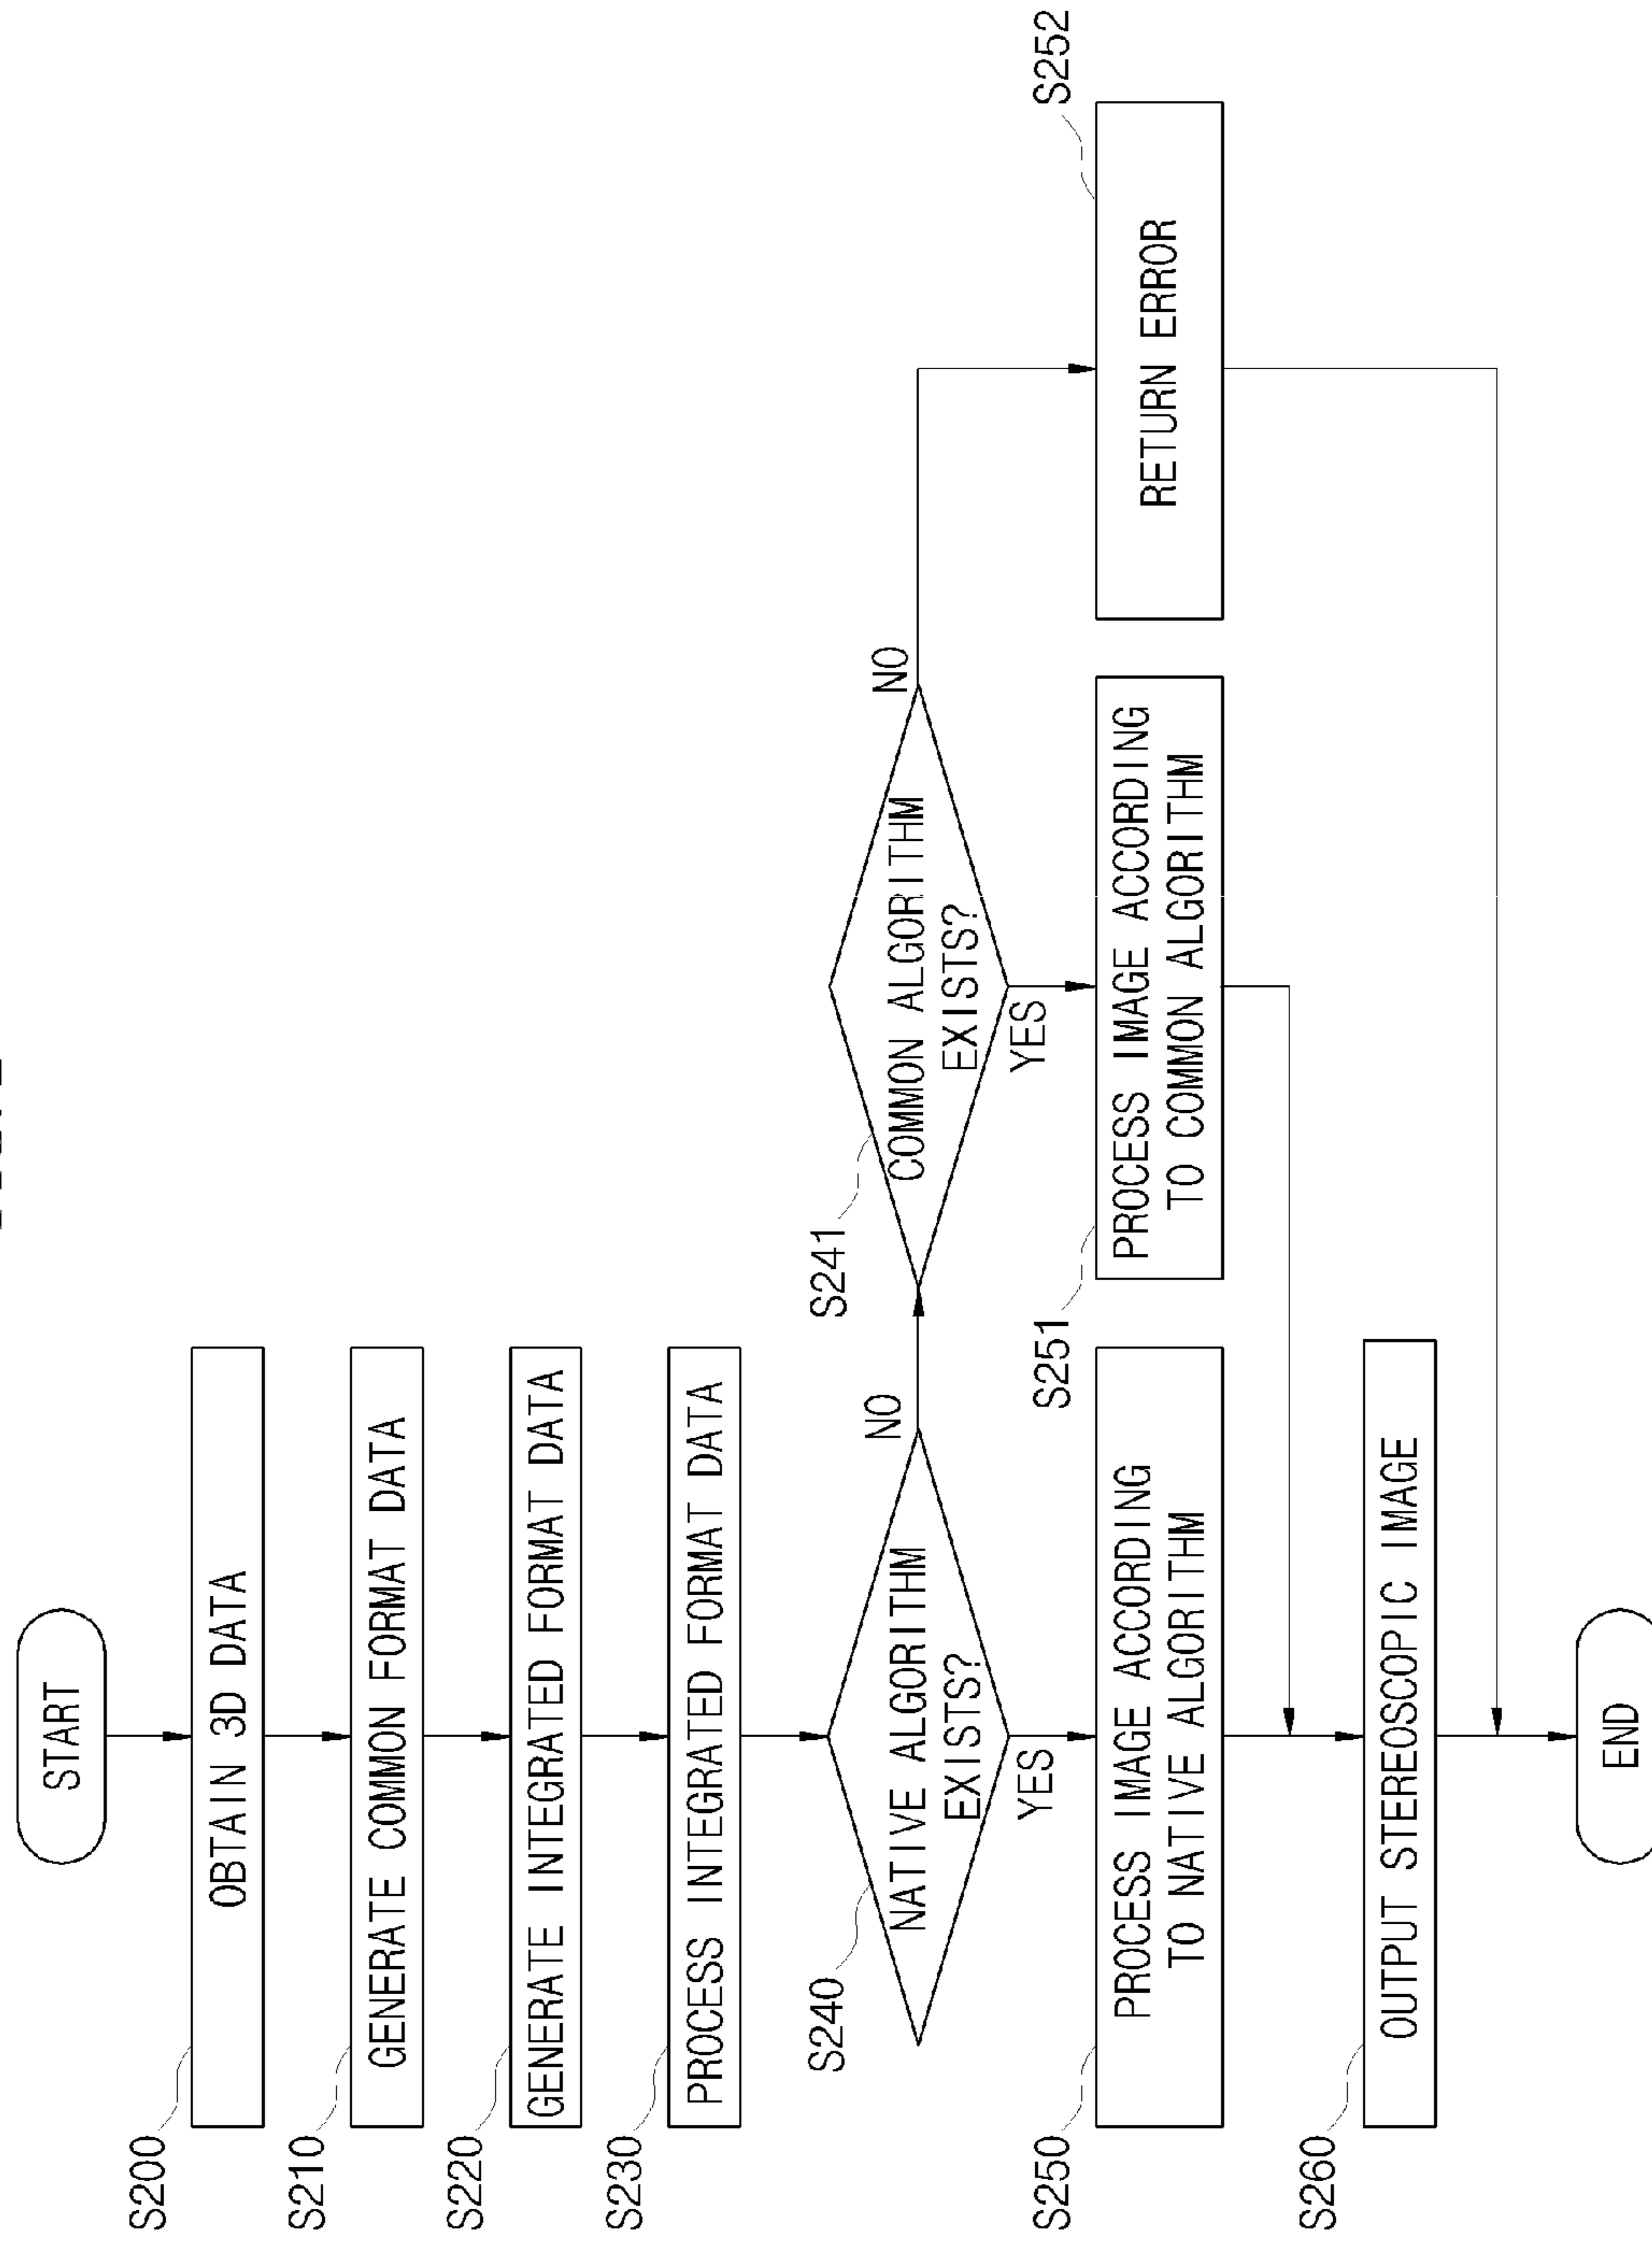 START
S200
OBTAIN 3D DATA
S210
GENERATE COMMON FORMAT DATA
S220
GENERATE INTEGRATED FORMAT DATA
S230
PROCESS INTEGRATED FORMAT DATA
S240
NATIVE ALGORITHM
EXISTS?
NO
YES
S241
COMMON ALGORITHM
EXISTS?
NO
YES
S250
PROCESS IMAGE ACCORDING
TO NATIVE ALGORITHM
S251
PROCESS IMAGE ACCORDING
TO COMMON ALGORITHM
S252
RETURN ERROR
S260
OUTPUT STEREOSCOPIC IMAGE
END